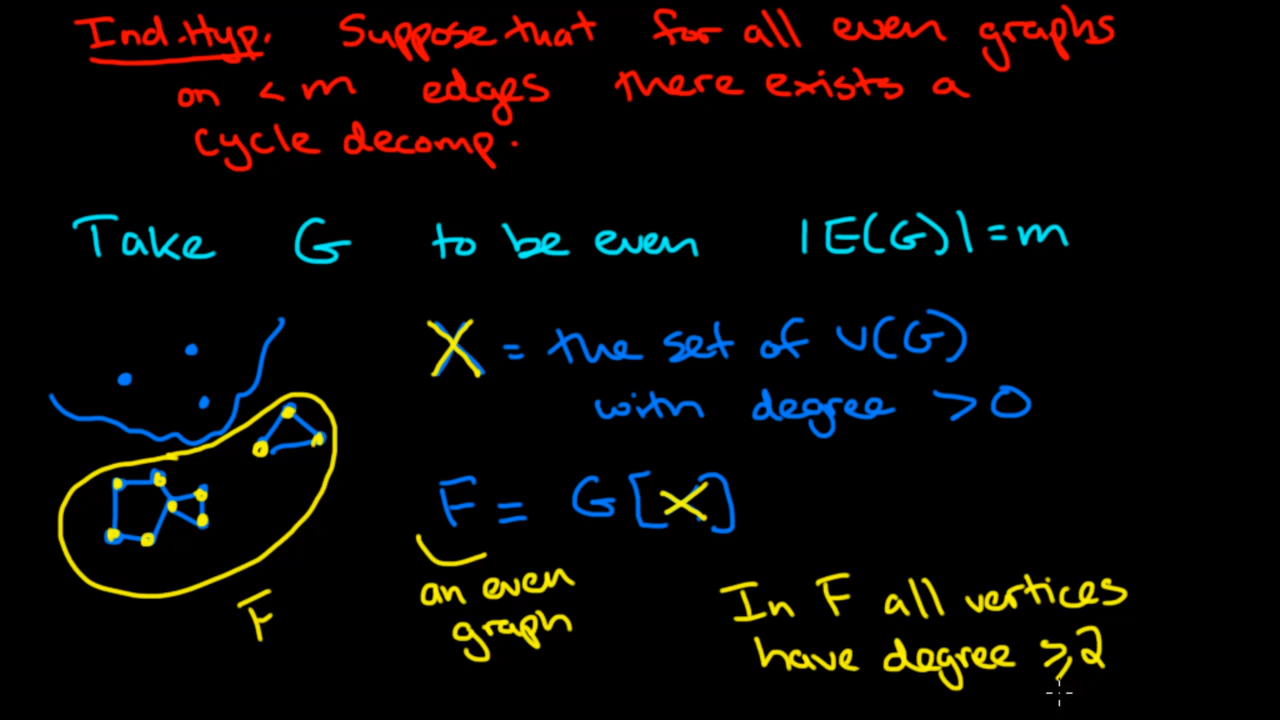 Ind. Hyp. Suppose that for all even graphs
on < m edges there exists a
cycle decomp.
Take G to be even |E(G)|=m
X = the set of V(G)
with degree > 0
F = G[X]
an even
graph
F
In F all vertices
have degree ⩾2